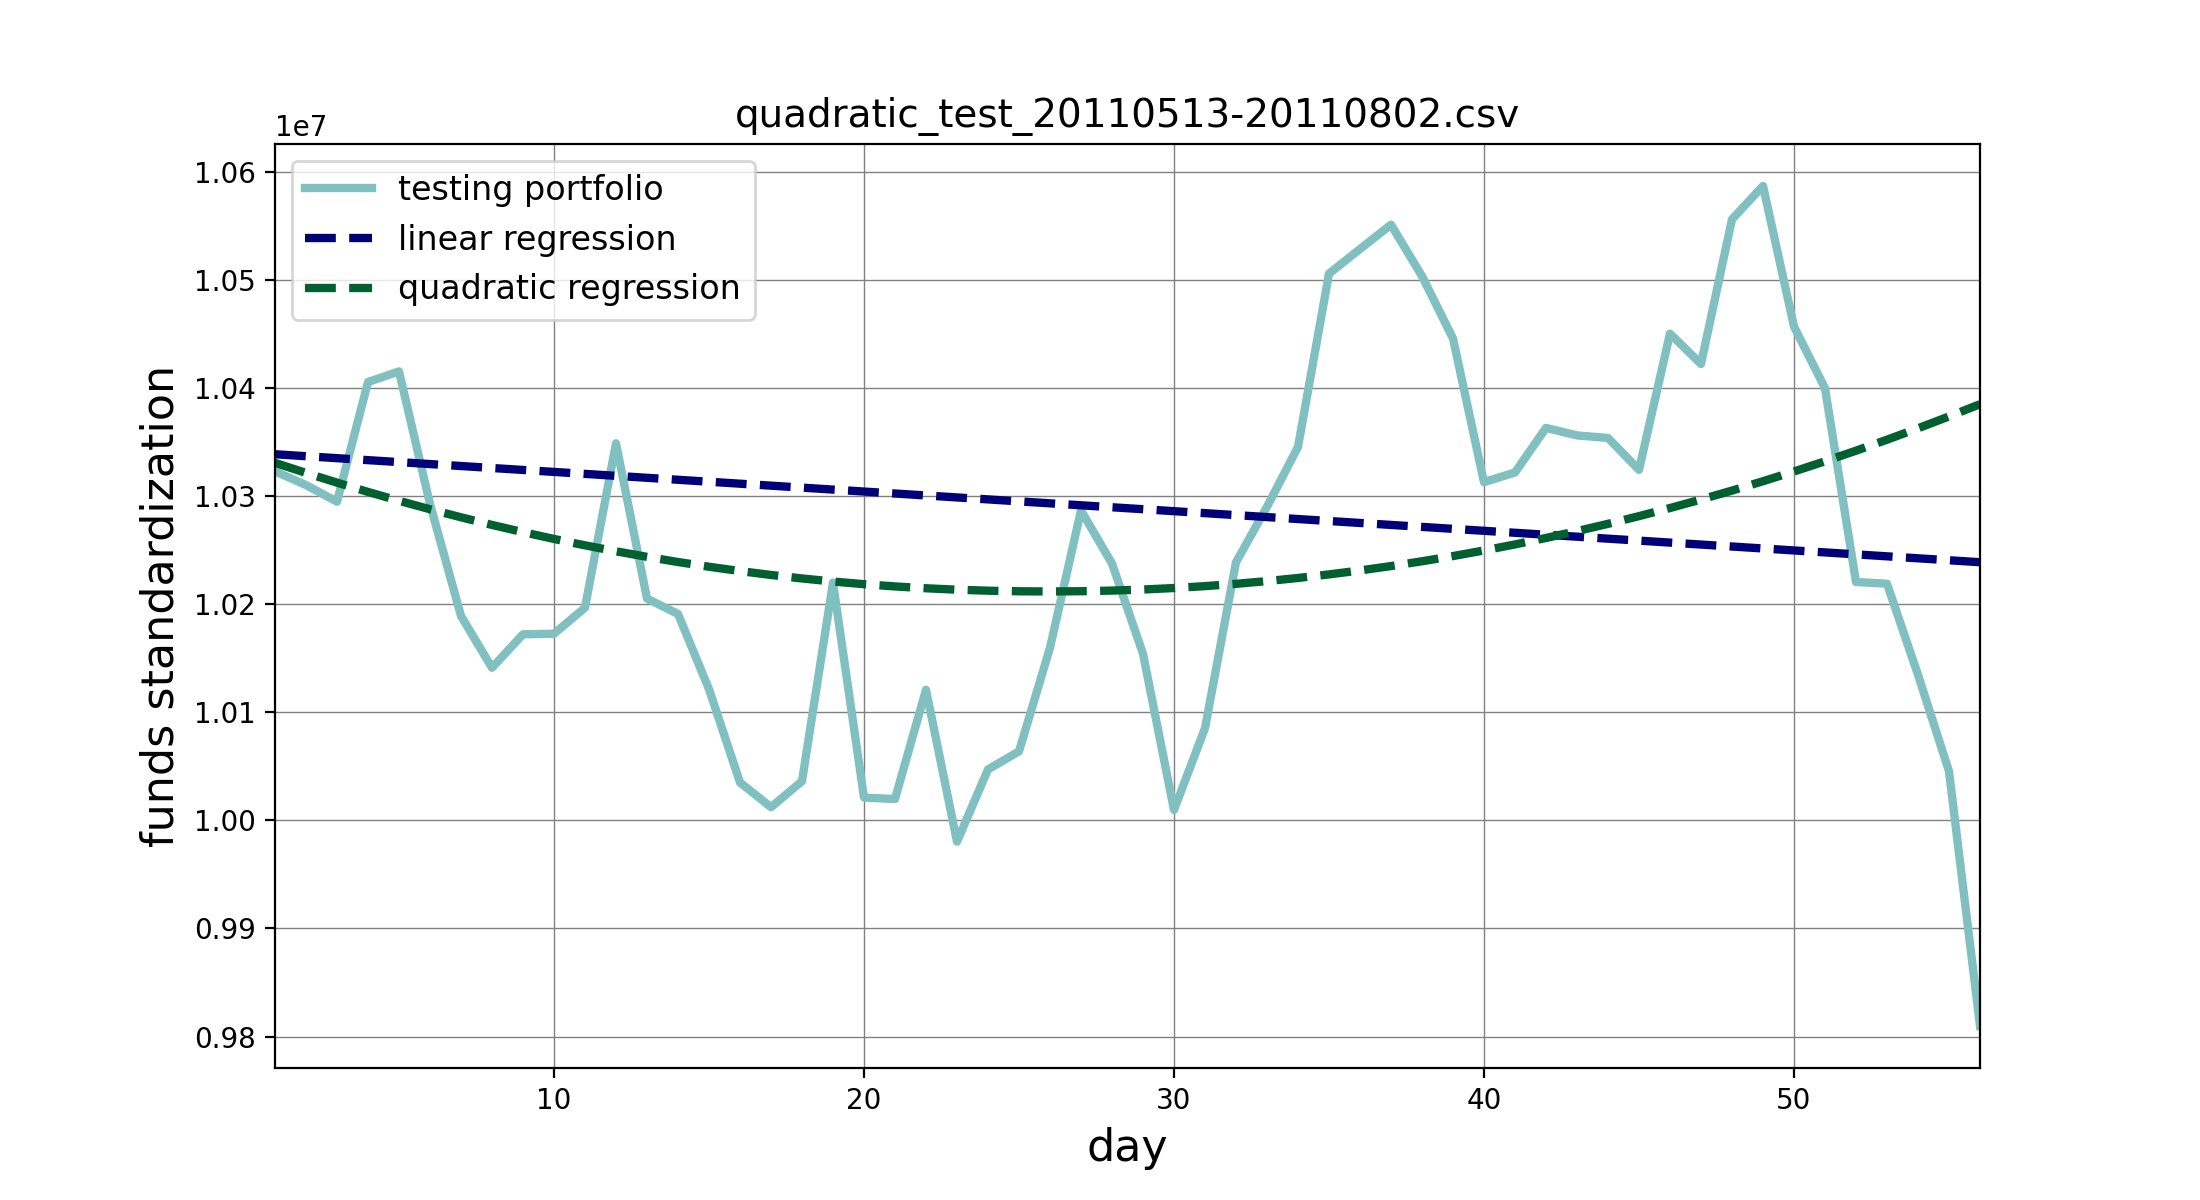 quadratic_test_20110513-20110802.csv
1e7
1.06
1.05
1.04
1.03
1.02
1.01
1.00
0.99
0.98
funds standardization
testing portfolio
linear regression
quadratic regression
10 20 30 40 50
day